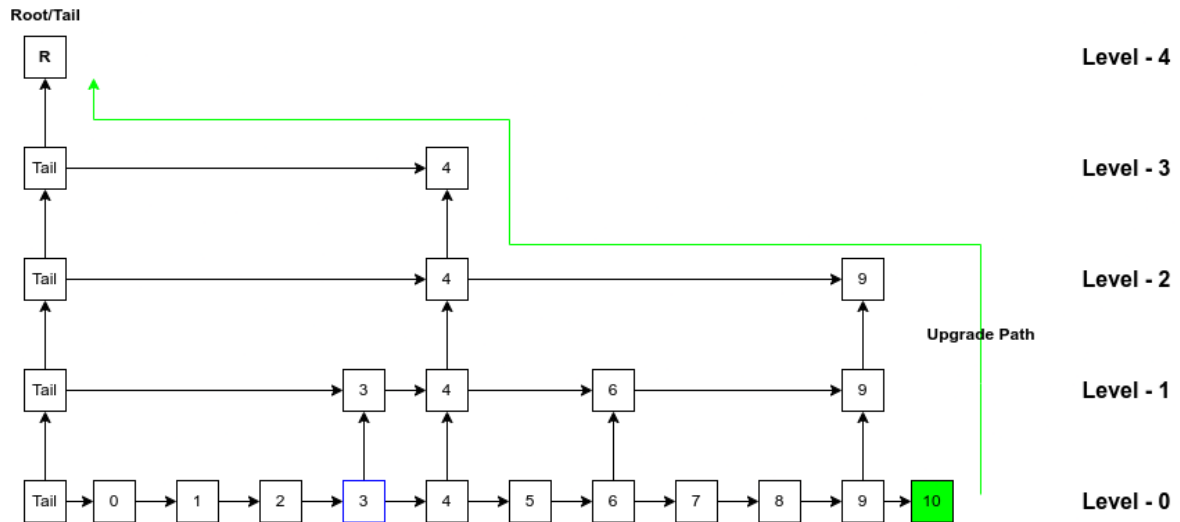 Root/Tail
R Level - 4
Tail 4 Level - 3
Tail 4 9 Level - 2
Upgrade Path
Tail 3 4 6 9 Level - 1
Tail 0 1 2 3 4 5 6 7 8 9 10 Level - 0